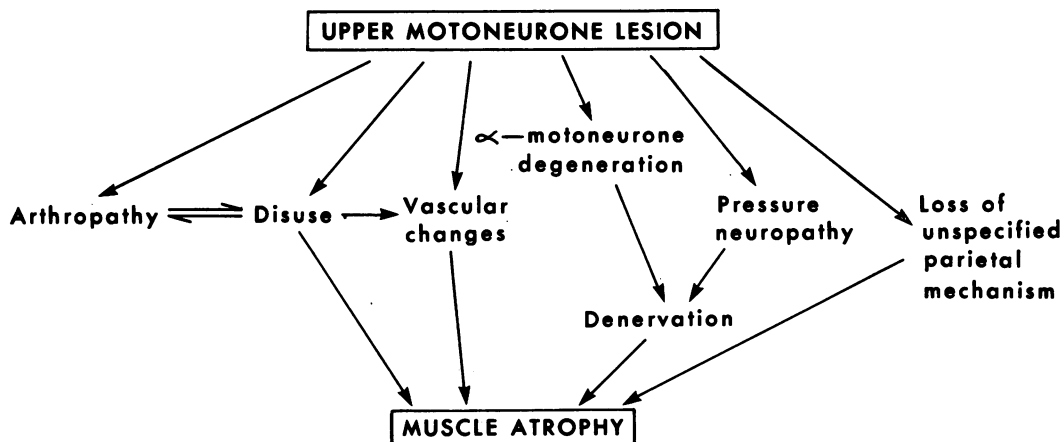 UPPER MOTONEURONE LESION
∝—motoneurone
degeneration
Arthropathy
Disuse
Vascular
changes
Pressure
neuropathy
Loss of
unspecified
parietal
mechanism
Denervation
MUSCLE ATROPHY